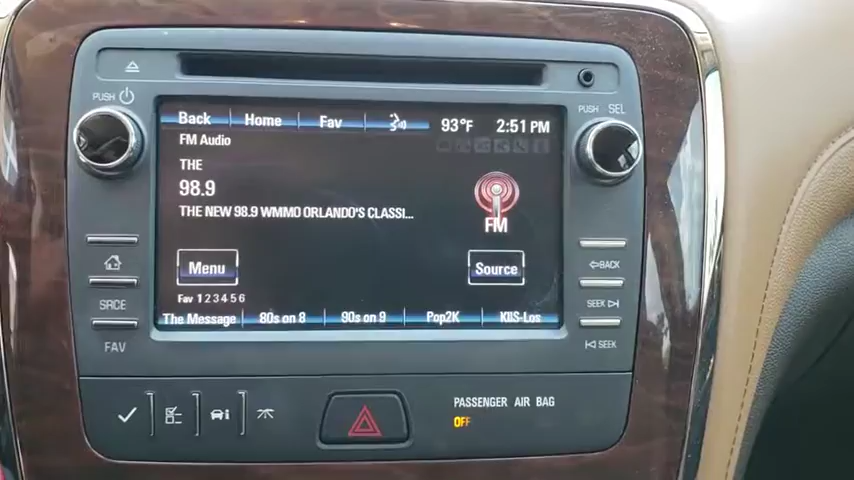 PUSH
PUSH SEL
Back Home Fav 93°F 2:51 PM
FM Audio
THE
98.9
THE NEW 98.9 WMMO ORLANDO'S CLASSI...
FM
Menu
Source
Fav 1 2 3 4 5 6
The Message 80s on 8 90s on 9 Pop2K KIIS-Los
SRCE
FAV
BACK
SEEK
SEEK
PASSENGER AIR BAG
OFF